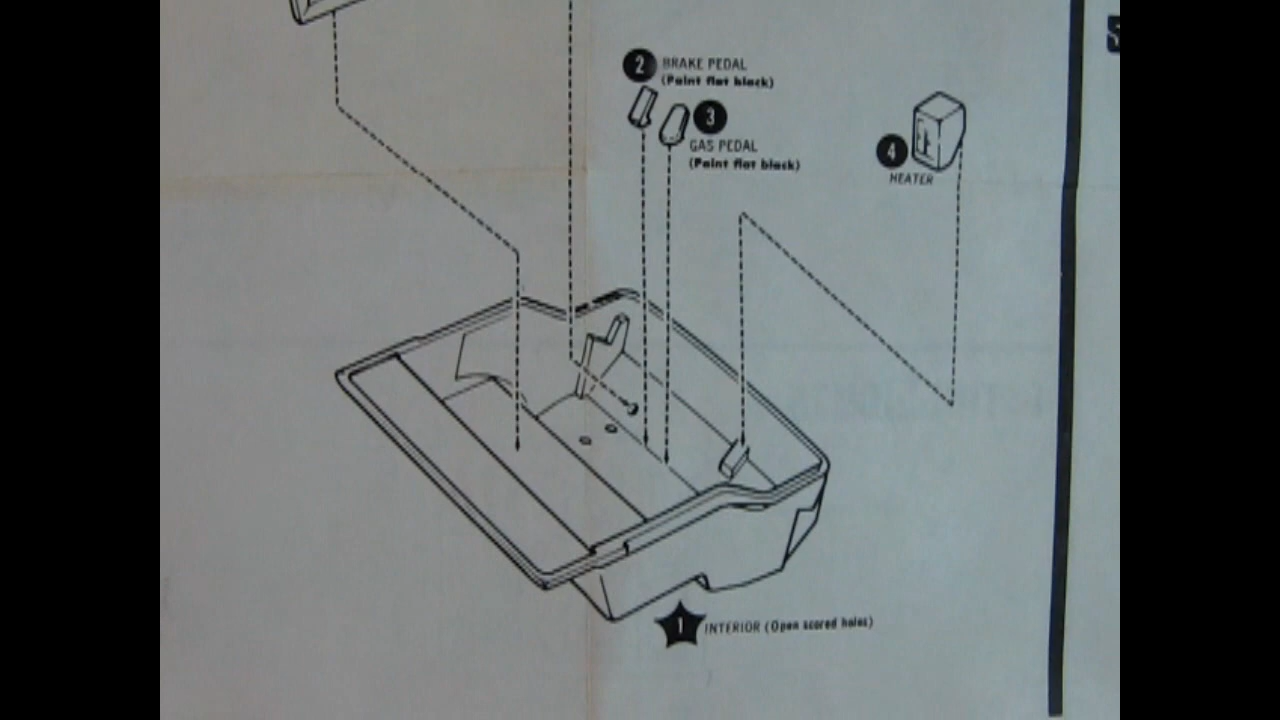 2 BRAKE PEDAL
(Paint flat black)
3
GAS PEDAL
(Paint flat black)
4
HEATER
1 INTERIOR (Open scored holes)